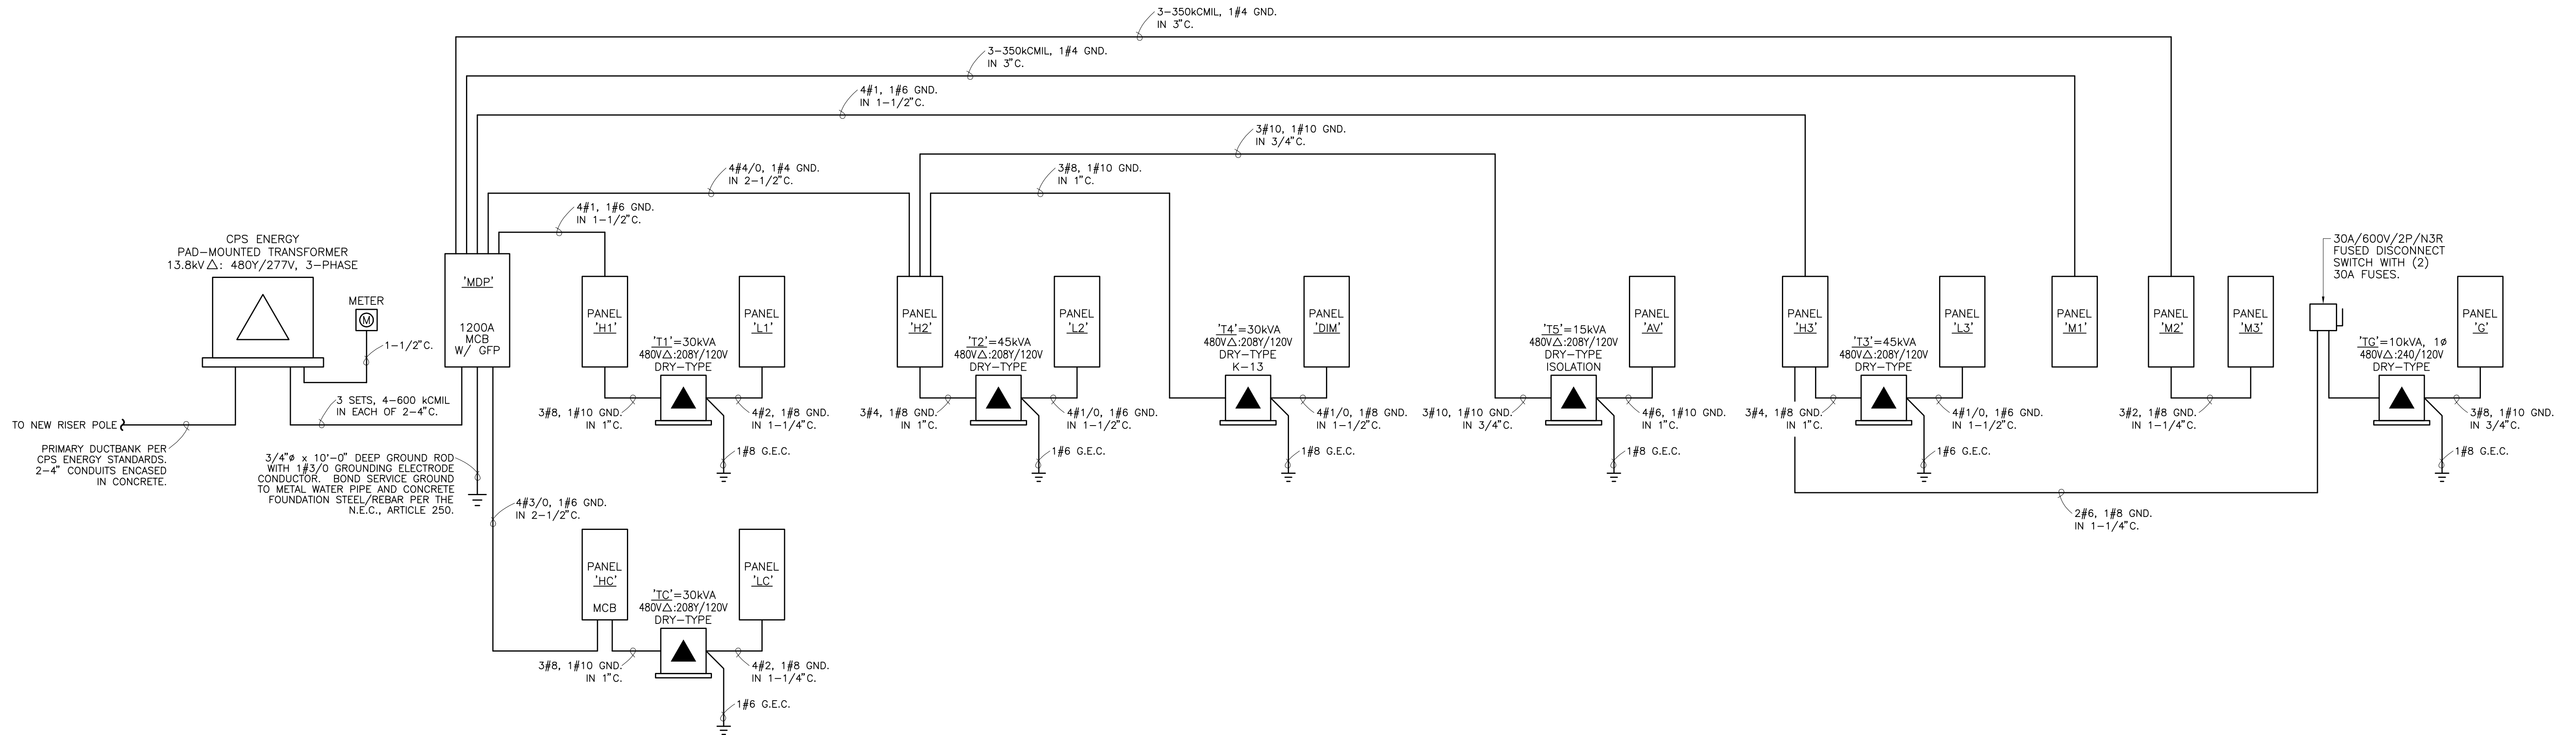 3-350kCMIL, 1#4 GND.
IN 3"C.
3-350kCMIL, 1#4 GND.
IN 3"C.
4#1, 1#6 GND.
IN 1-1/2"C.
3#10, 1#10 GND.
IN 3/4"C.
4#4/0, 1#4 GND.
IN 2-1/2"C.
3#8, 1#10 GND.
IN 1"C.
4#1, 1#6 GND.
IN 1-1/2"C.
CPS ENERGY
PAD-MOUNTED TRANSFORMER
13.8kV△: 480Y/277V, 3-PHASE
METER
M
1-1/2"C.
'MDP'
1200A
MCB
W/ GFP
3 SETS, 4-600 kCMIL
IN EACH OF 2-4"C.
TO NEW RISER POLE
PRIMARY DUCTBANK PER
CPS ENERGY STANDARDS.
2-4" CONDUITS ENCASED
IN CONCRETE.
3/4"ø x 10'-0" DEEP GROUND ROD
WITH 1#3/0 GROUNDING ELECTRODE
CONDUCTOR. BOND SERVICE GROUND
TO METAL WATER PIPE AND CONCRETE
FOUNDATION STEEL/REBAR PER THE
N.E.C., ARTICLE 250.
PANEL
'H1'
'T1'=30kVA
480V△:208Y/120V
DRY-TYPE
PANEL
'L1'
3#8, 1#10 GND.
IN 1"C.
4#2, 1#8 GND.
IN 1-1/4"C.
1#8 G.E.C.
PANEL
'H2'
'T2'=45kVA
480V△:208Y/120V
DRY-TYPE
PANEL
'L2'
3#4, 1#8 GND.
IN 1"C.
4#1/0, 1#6 GND.
IN 1-1/2"C.
1#6 G.E.C.
'T4'=30kVA
480V△:208Y/120V
DRY-TYPE
K-13
PANEL
'DIM'
4#1/0, 1#8 GND.
IN 1-1/2"C.
1#8 G.E.C.
'T5'=15kVA
480V△:208Y/120V
DRY-TYPE
ISOLATION
PANEL
'AV'
3#10, 1#10 GND.
IN 3/4"C.
4#6, 1#10 GND.
IN 1"C.
1#8 G.E.C.
PANEL
'H3'
'T3'=45kVA
480V△:208Y/120V
DRY-TYPE
PANEL
'L3'
3#4, 1#8 GND.
IN 1"C.
4#1/0, 1#6 GND.
IN 1-1/2"C.
1#6 G.E.C.
PANEL
'M1'
PANEL
'M2'
PANEL
'M3'
3#2, 1#8 GND.
IN 1-1/4"C.
30A/600V/2P/N3R
FUSED DISCONNECT
SWITCH WITH (2)
30A FUSES.
'TG'=10kVA, 1ø
480V△:240/120V
DRY-TYPE
PANEL
'G'
3#8, 1#10 GND.
IN 3/4"C.
1#8 G.E.C.
2#6, 1#8 GND.
IN 1-1/4"C.
4#3/0, 1#6 GND.
IN 2-1/2"C.
PANEL
'HC'
MCB
'TC'=30kVA
480V△:208Y/120V
DRY-TYPE
PANEL
'LC'
3#8, 1#10 GND.
IN 1"C.
4#2, 1#8 GND.
IN 1-1/4"C.
1#6 G.E.C.